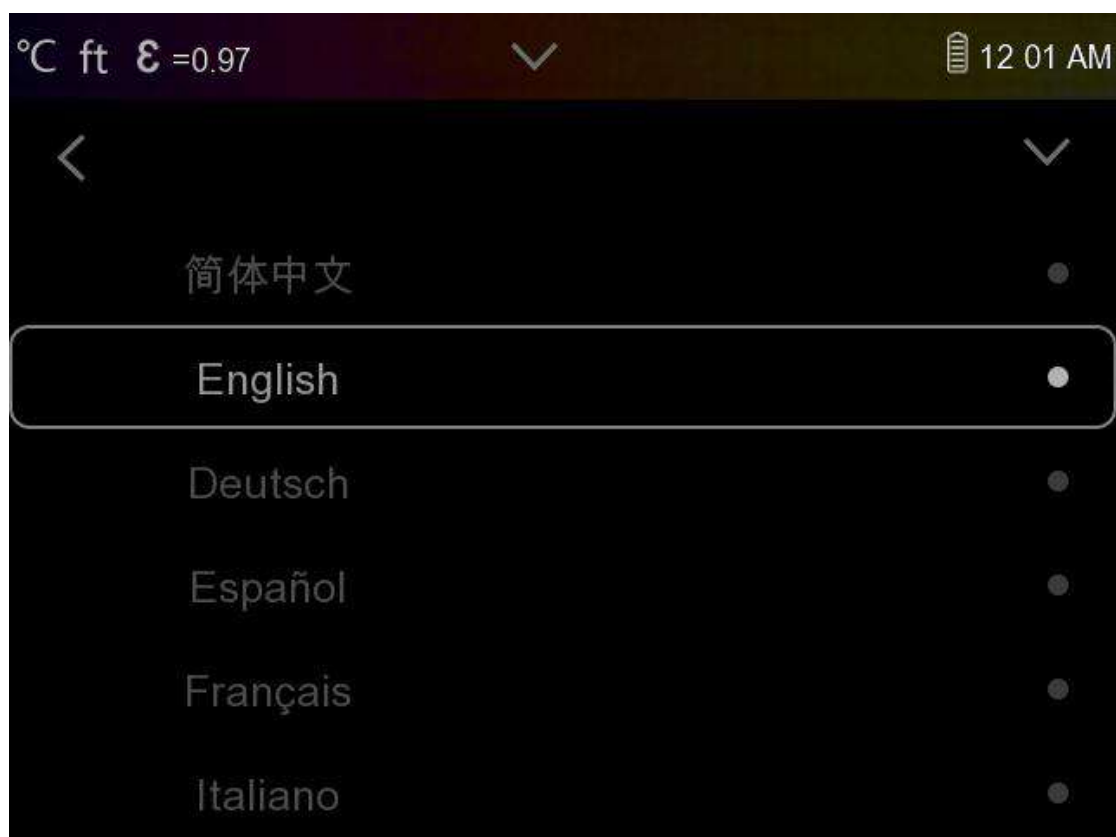 ℃ ft ε =0.97 12 01 AM
简体中文
English
Deutsch
Español
Français
Italiano